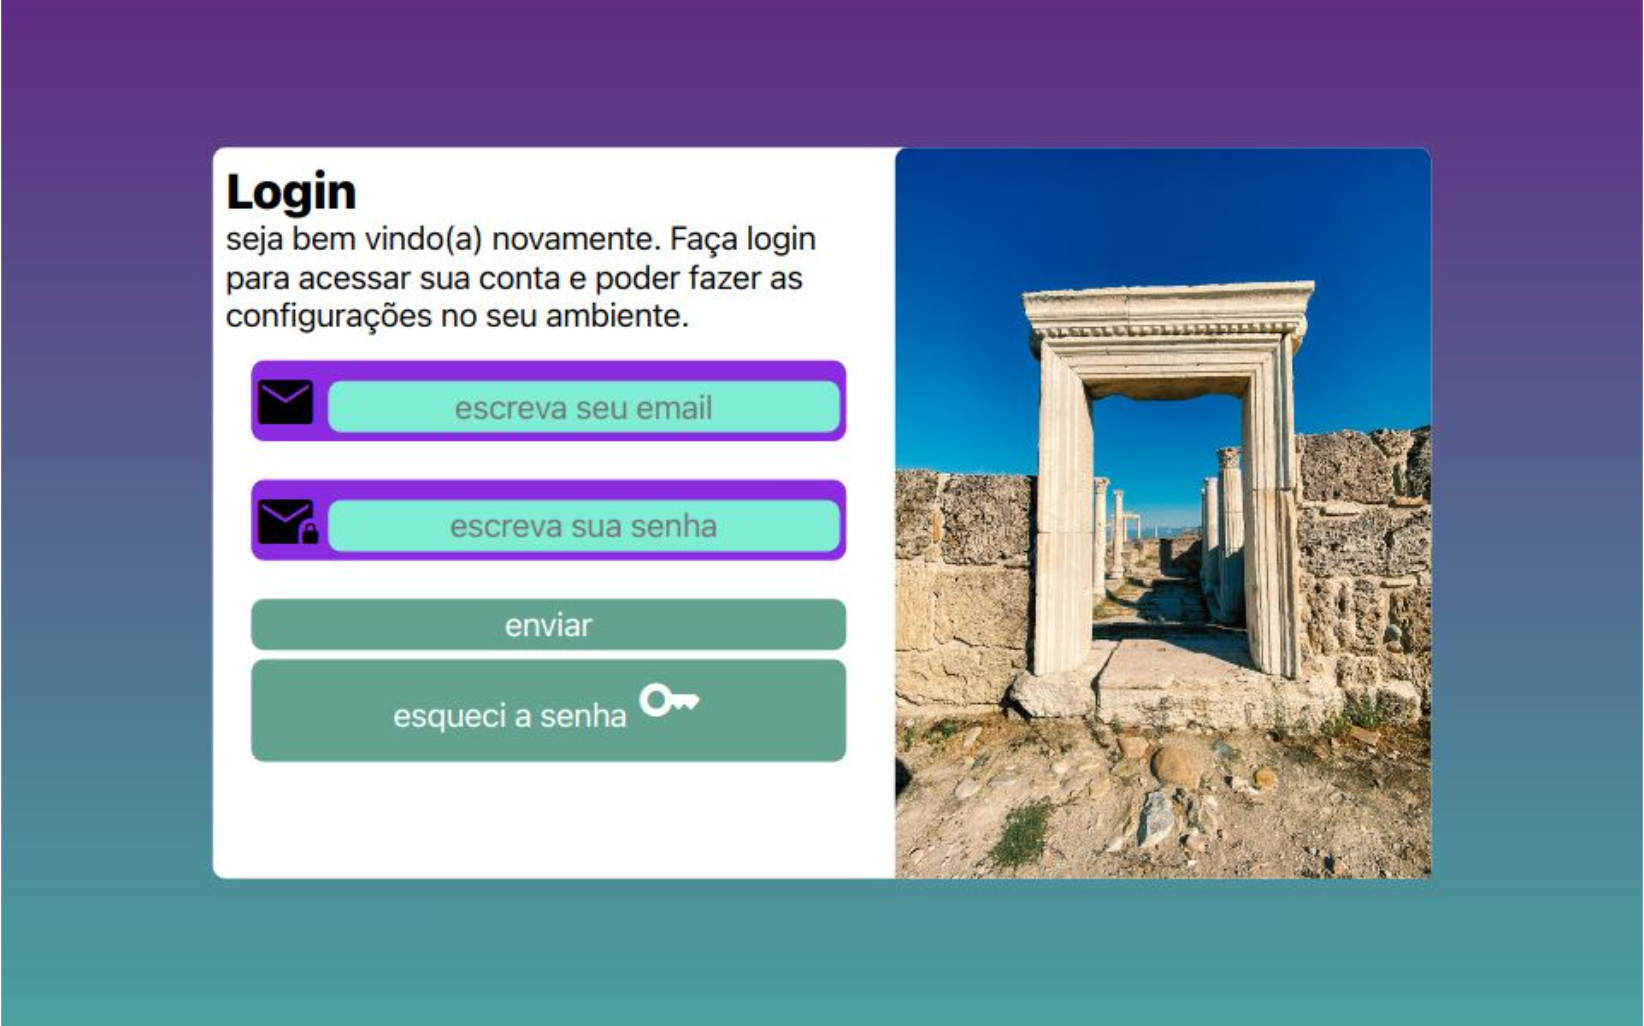 Login
seja bem vindo(a) novamente. Faça login
para acessar sua conta e poder fazer as
configurações no seu ambiente.
escreva seu email
escreva sua senha
enviar
esqueci a senha